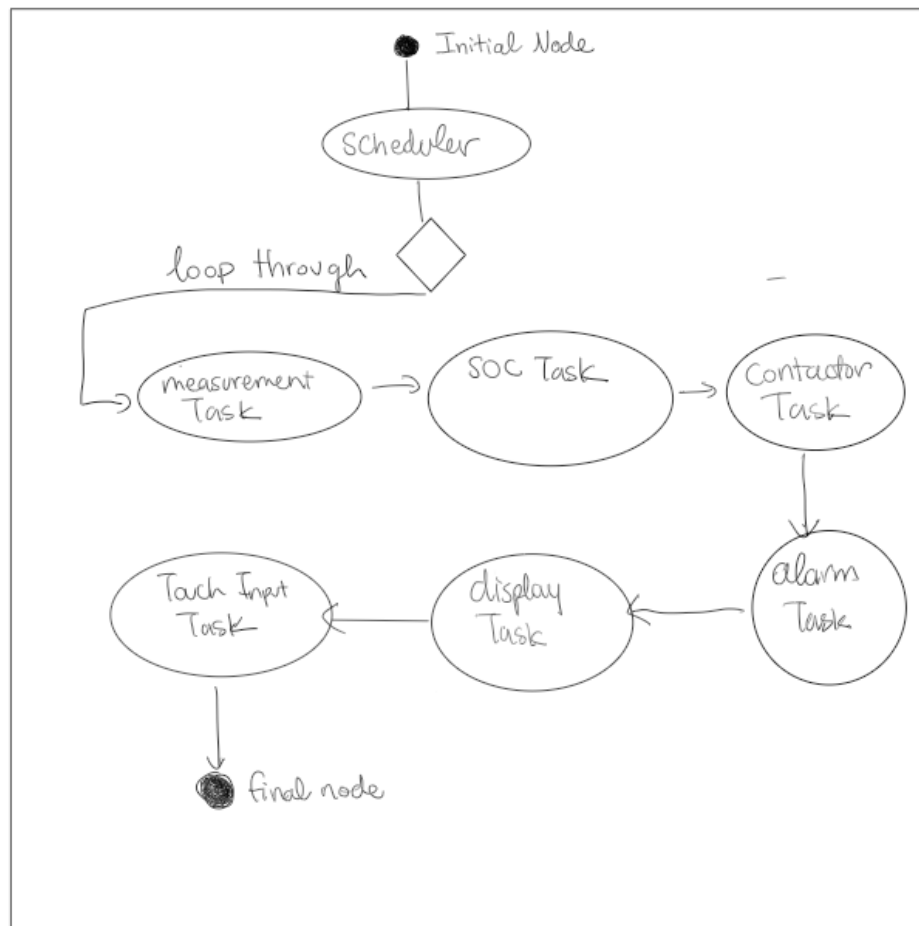 Initial Node
Scheduler
loop through
measurement
Task
SOC Task
Contactor
Task
alarm
Task
display
Task
Touch Input
Task
final node